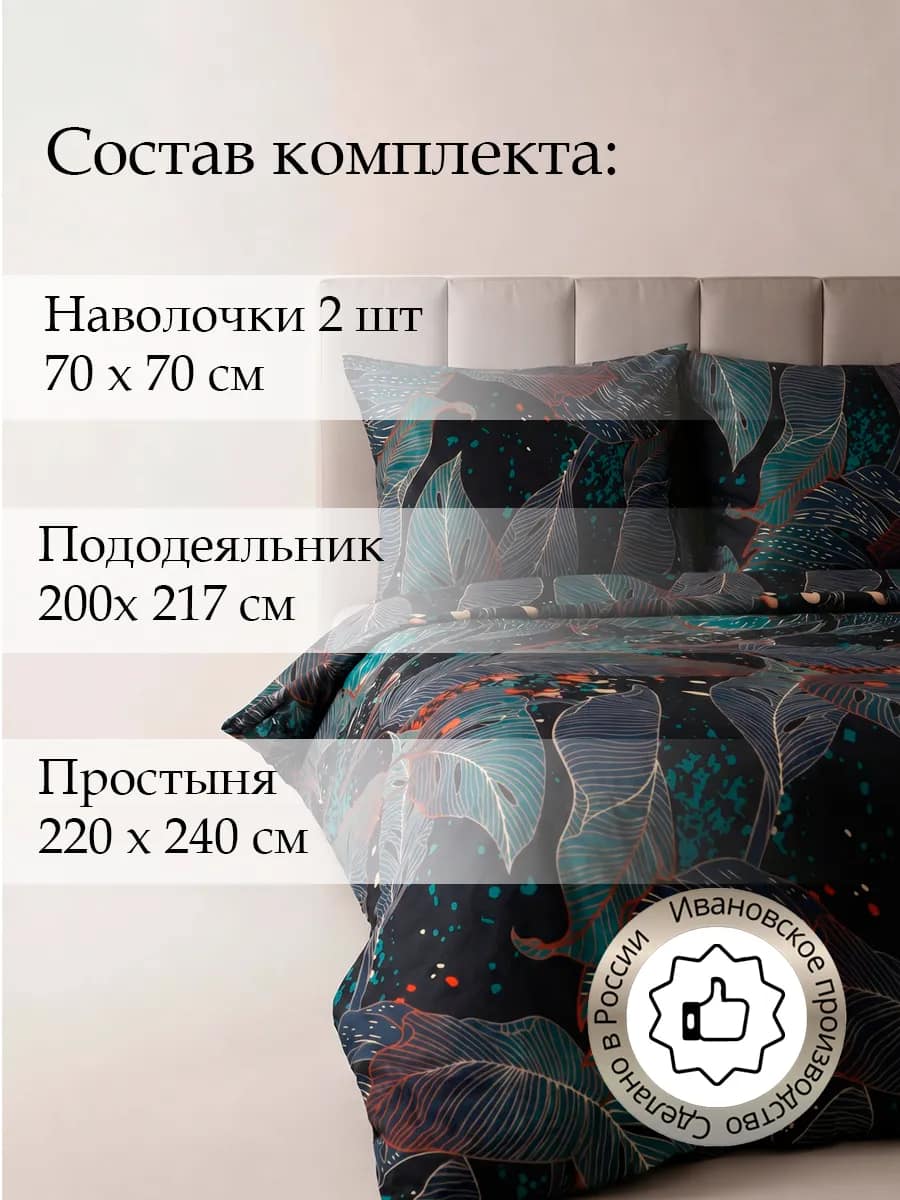 Состав комплекта:
Наволочки 2 шт
70 х 70 см
Пододеяльник
200х 217 см
Простыня
220 х 240 см
Ивановское производство
Сделано в России